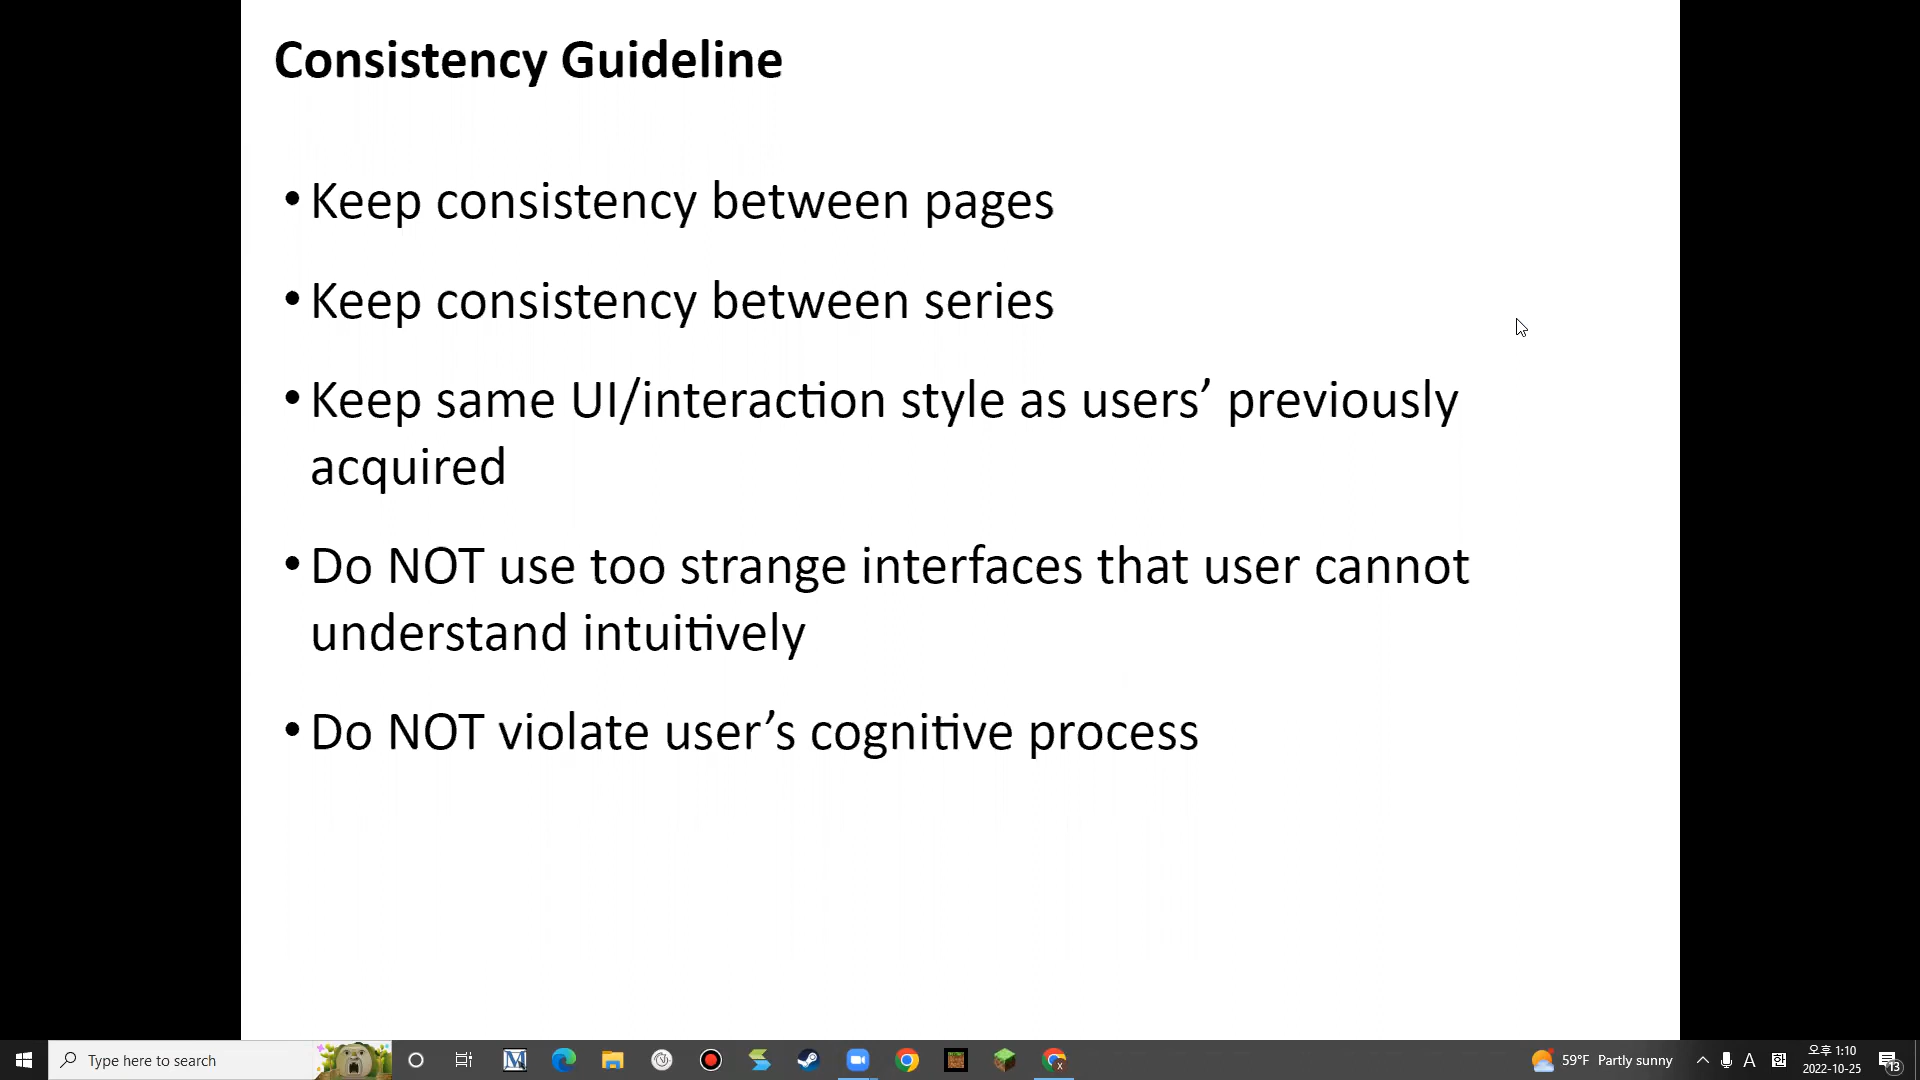 Consistency Guideline
• Keep consistency between pages
• Keep consistency between series
• Keep same UI/interaction style as users’ previously
acquired
• Do NOT use too strange interfaces that user cannot
understand intuitively
• Do NOT violate user’s cognitive process
Type here to search
59°F Partly sunny
A
오후 1:10
2022-10-25
13